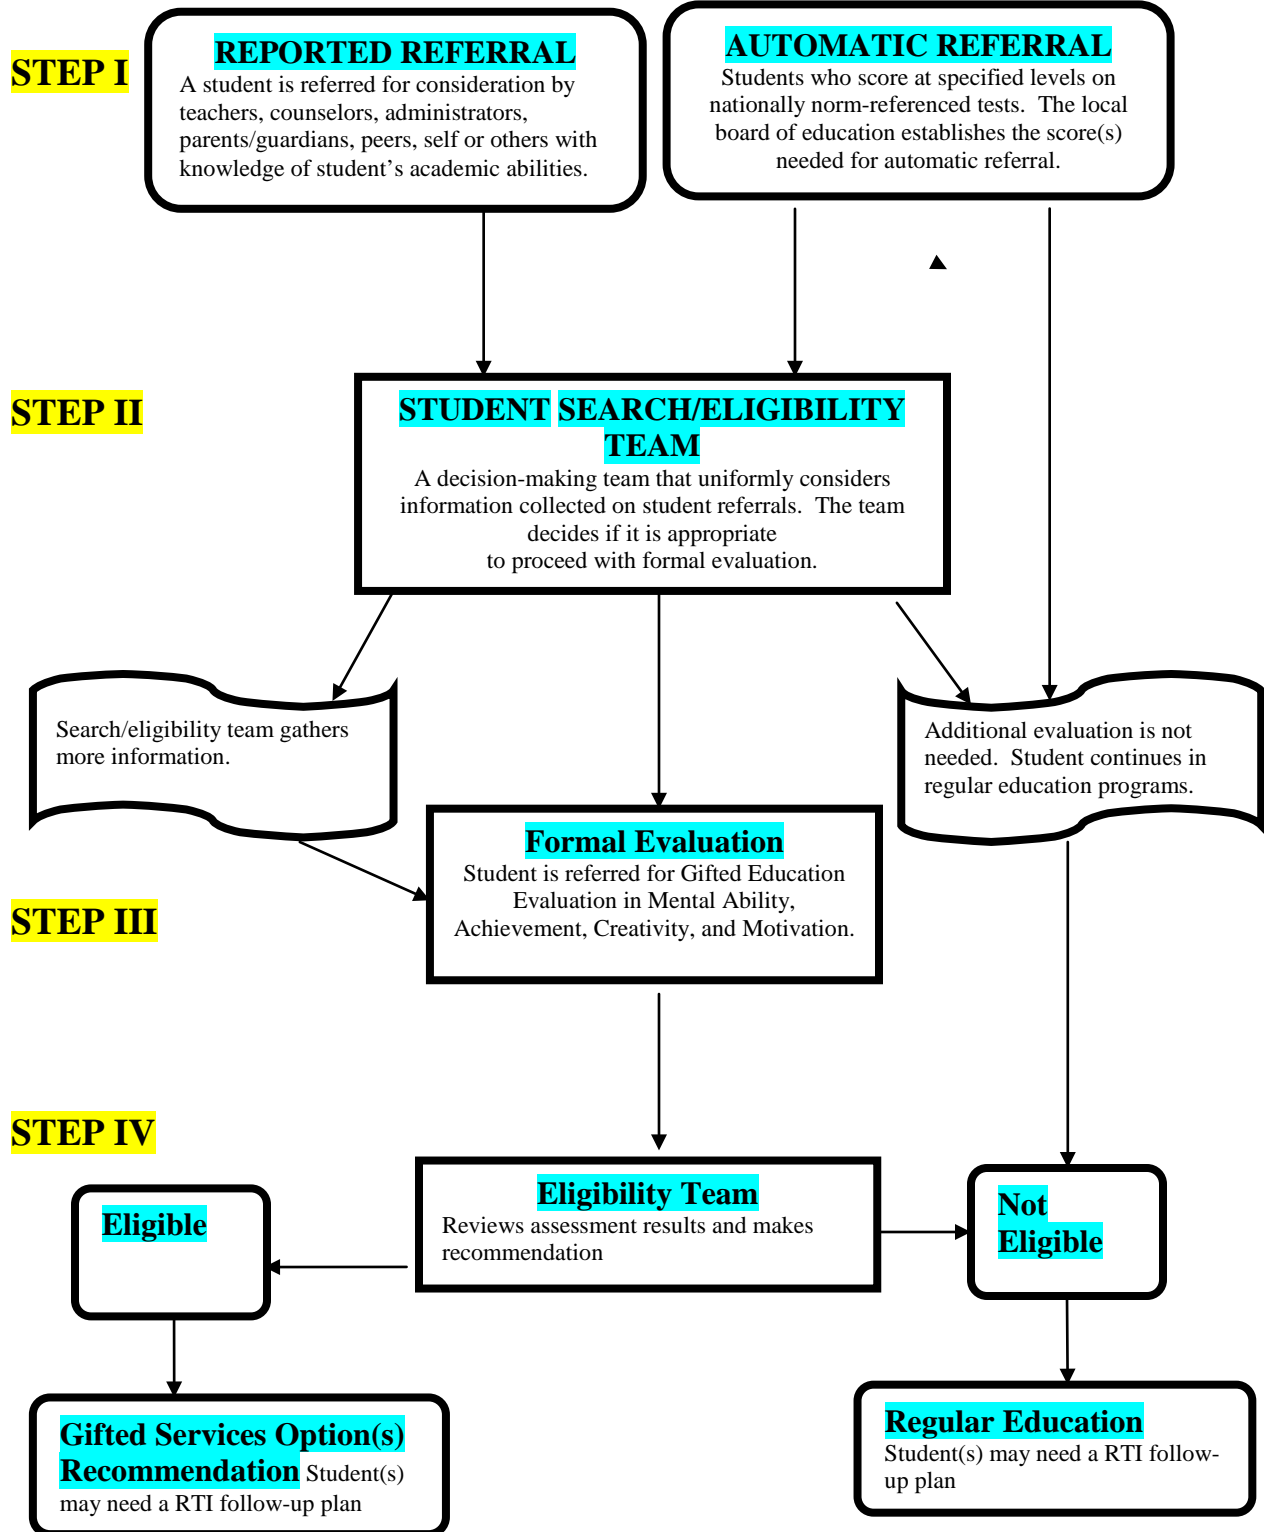 STEP I
REPORTED REFERRAL
A student is referred for consideration by
teachers, counselors, administrators,
parents/guardians, peers, self or others with
knowledge of student’s academic abilities.
AUTOMATIC REFERRAL
Students who score at specified levels on
nationally norm-referenced tests.  The local
board of education establishes the score(s)
needed for automatic referral.
STEP II
STUDENT SEARCH/ELIGIBILITY
TEAM
A decision-making team that uniformly considers
information collected on student referrals.  The team
decides if it is appropriate
to proceed with formal evaluation.
Search/eligibility team gathers
more information.
Additional evaluation is not
needed.  Student continues in
regular education programs.
STEP III
Formal Evaluation
Student is referred for Gifted Education
Evaluation in Mental Ability,
Achievement, Creativity, and Motivation.
STEP IV
Eligible
Eligibility Team
Reviews assessment results and makes
recommendation
Not
Eligible
Gifted Services Option(s)
Recommendation Student(s)
may need a RTI follow-up plan
Regular Education
Student(s) may need a RTI follow-
up plan